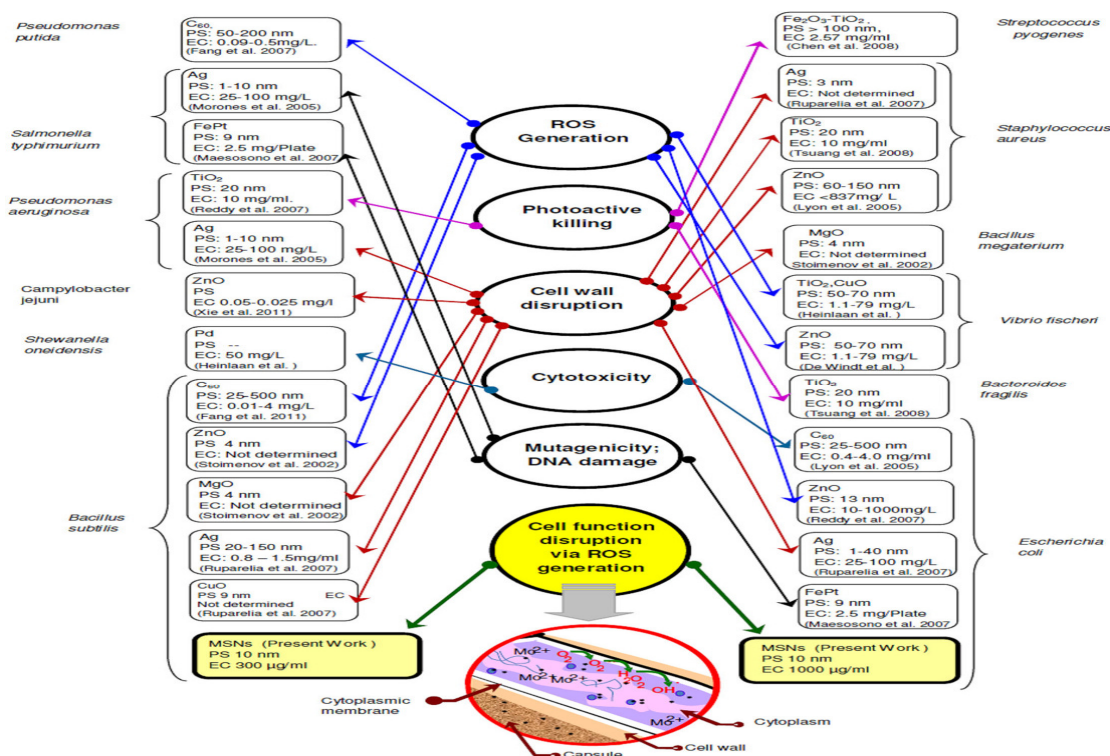 Pseudomonas
putida
C60,
PS: 50-200 nm
EC: 0.09-0.5mg/L.
(Fang et al. 2007)
Salmonella
typhimurium
Ag
PS: 1-10 nm
EC: 25-100 mg/L
(Morones et al. 2005)
FePt
PS: 9 nm
EC: 2.5 mg/Plate
(Maesosono et al. 2007
Pseudomonas
aeruginosa
TiO2
PS: 20 nm
EC: 10 mg/ml.
(Reddy et al. 2007)
Ag
PS: 1-10 nm
EC: 25-100 mg/L
(Morones et al. 2005)
Campylobacter
jejuni
ZnO
PS
EC 0.05-0.025 mg/l
(Xie et al. 2011)
Shewanella
oneidensis
Pd
PS --
EC: 50 mg/L
(Heinlaan et al. )
Bacillus
subtilis
C60
PS: 25-500 nm
EC: 0.01-4 mg/L
(Fang et al. 2011)
ZnO
PS 4 nm
EC: Not determined
(Stoimenov et al. 2002)
MgO
PS 4 nm
EC: Not determined
(Stoimenov et al. 2002)
Ag
PS 20-150 nm
EC: 0.8 – 1.5mg/ml
(Ruparelia et al. 2007)
CuO
PS 9 nm EC
Not determined
(Ruparelia et al. 2007)
MSNs (Present Work )
PS 10 nm
EC 300 µg/ml
ROS
Generation
Photoactive
killing
Cell wall
disruption
Cytotoxicity
Mutagenicity;
DNA damage
Cell function
disruption
via ROS
generation
Fe2O3-TiO2,
PS > 100 nm,
EC 2.57 mg/ml
(Chen et al. 2008)
Streptococcus
pyogenes
Ag
PS: 3 nm
EC: Not determined
(Ruparelia et al. 2007)
TiO2
PS: 20 nm
EC: 10 mg/ml
(Tsuang et al. 2008)
ZnO
PS: 60-150 nm
EC <837mg/ L
(Lyon et al. 2005)
Staphylococcus
aureus
MgO
PS: 4 nm
EC: Not determined
Stoimenov et al. 2002)
Bacillus
megaterium
TiO2,CuO
PS: 50-70 nm
EC: 1.1-79 mg/L
(Heinlaan et al. )
ZnO
PS: 50-70 nm
EC: 1.1-79 mg/L
(De Windt et al. )
Vibrio fischeri
TiO2
PS: 20 nm
EC: 10 mg/ml
(Tsuang et al. 2008)
Bactoroidos
fragilis
C60
PS: 25-500 nm
EC: 0.4-4.0 mg/ml
(Lyon et al. 2005)
ZnO
PS: 13 nm
EC: 10-1000mg/L
(Reddy et al. 2007)
Ag
PS: 1-40 nm
EC: 25-100 mg/L
(Ruparelia et al. 2007)
FePt
PS: 9 nm
EC: 2.5 mg/Plate
(Maesosono et al. 2007
Escherichia
coli
MSNs (Present Work )
PS 10 nm
EC 1000 µg/ml
Mo2+
O2
O2-
H2O2
OH
Mo2+
Mo2+
Mo2+
Cytoplasmic
membrane
Capsule
Cell wall
Cytoplasm